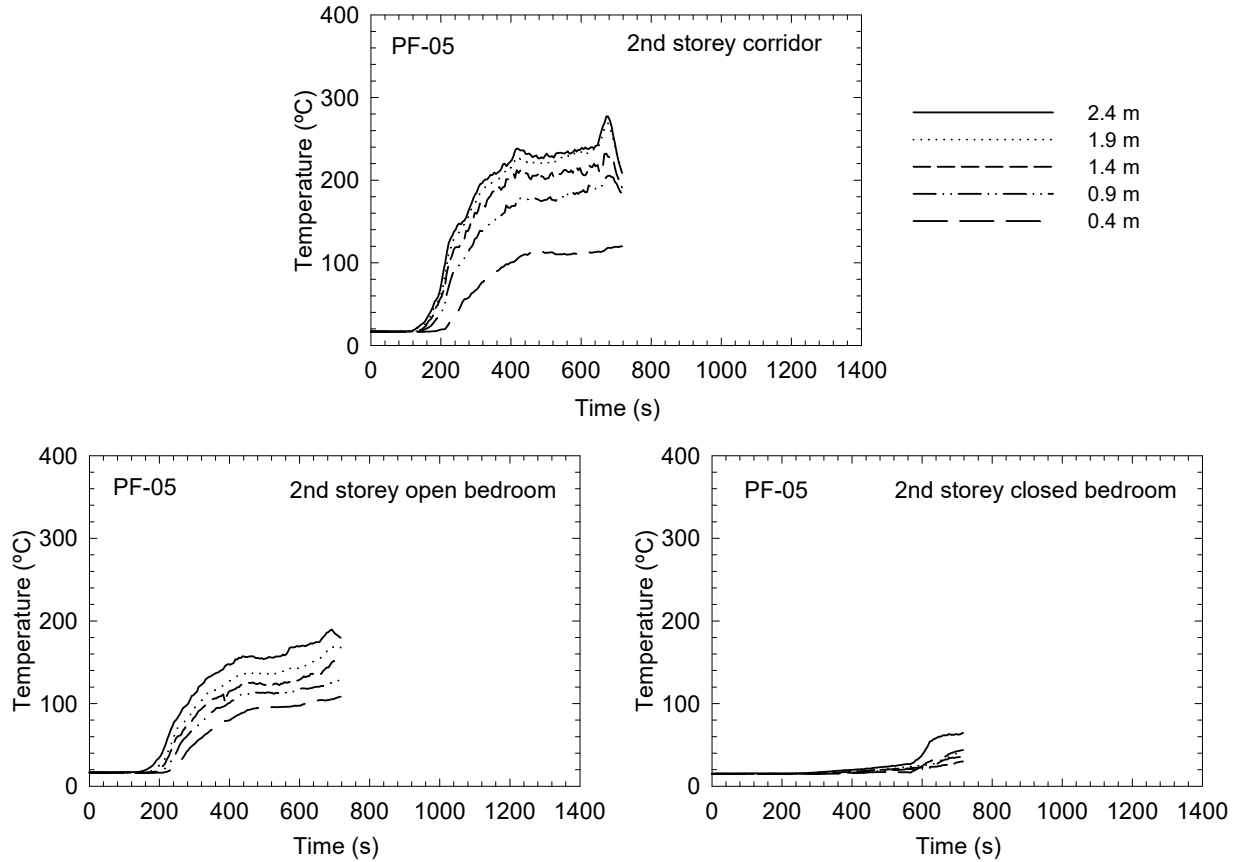 400
PF-05
2nd storey corridor
300
200
100
0
Temperature (ºC)
0 200 400 600 800 1000 1200 1400
Time (s)
2.4 m
1.9 m
1.4 m
0.9 m
0.4 m
400
PF-05
2nd storey open bedroom
300
200
100
0
Temperature (ºC)
0 200 400 600 800 1000 1200 1400
Time (s)
400
PF-05
2nd storey closed bedroom
300
200
100
0
Temperature (ºC)
0 200 400 600 800 1000 1200 1400
Time (s)